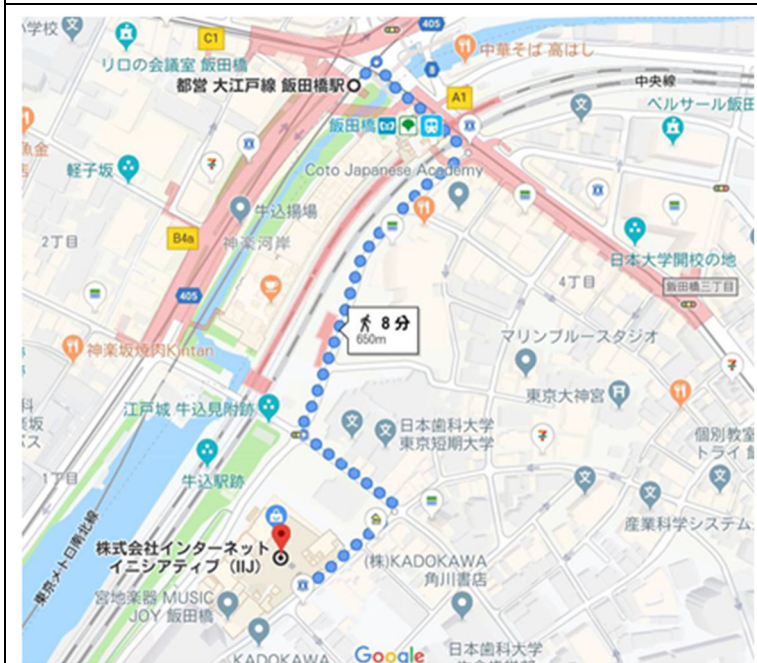 学校
C1
405
中華そば 高はし
リロの会議室 飯田橋
都営 大江戸線 飯田橋駅
8
A1
中央線
ベルサール飯田
飯田橋
魚金
店
軽子坂
Coto Japanese Academy
牛込揚場
2丁目
B4a
神楽河岸
日本大学開校の地
4丁目
飯田橋三丁目
405
8 分
650m
神楽坂焼肉Kintan
マリンブルースタジオ
東京大神宮
江戸城 牛込見附跡
日本歯科大学
東京短期大学
個別教室
トライ 飯
1丁目
牛込駅跡
産業科学システム
東京メトロ南北線
株式会社インターネット
イニシアティブ（IIJ）
(株)KADOKAWA
角川書店
宮地楽器 MUSIC
JOY 飯田橋
KADOKAWA
Google
日本歯科大学